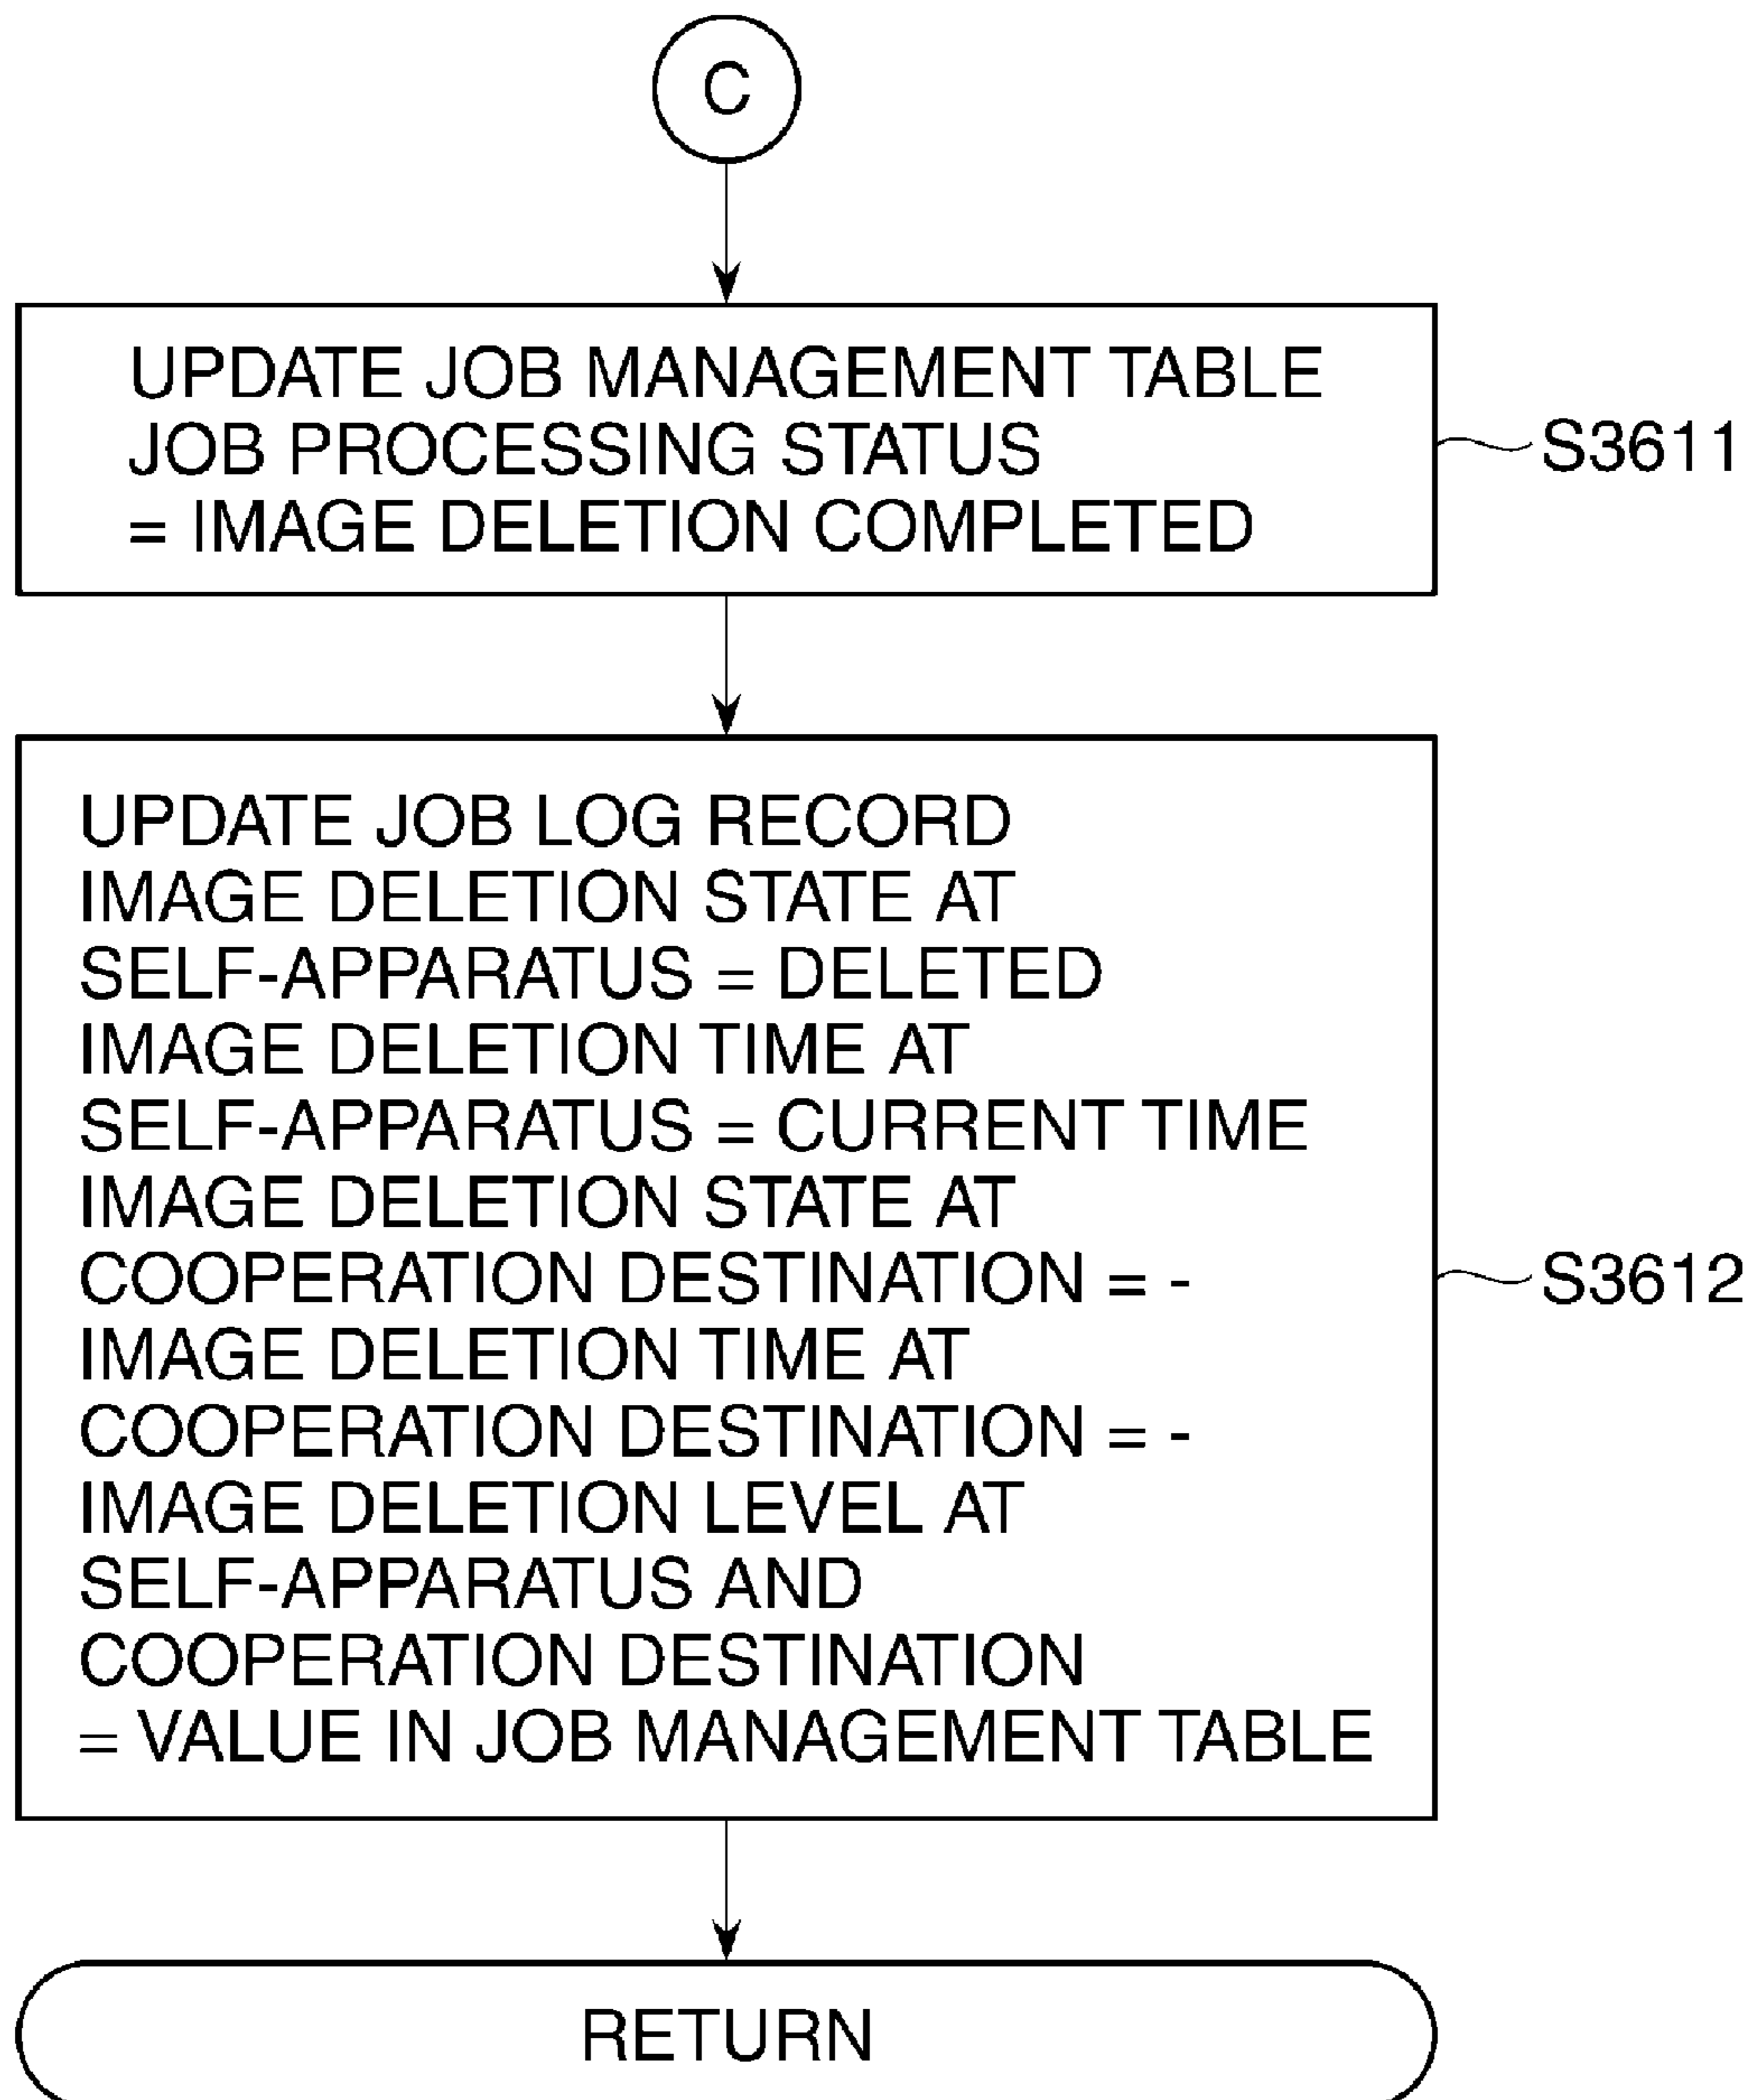 C
UPDATE JOB MANAGEMENT TABLE
JOB PROCESSING STATUS
= IMAGE DELETION COMPLETED
S3611
UPDATE JOB LOG RECORD
IMAGE DELETION STATE AT
SELF-APPARATUS = DELETED
IMAGE DELETION TIME AT
SELF-APPARATUS = CURRENT TIME
IMAGE DELETION STATE AT
COOPERATION DESTINATION = -
IMAGE DELETION TIME AT
COOPERATION DESTINATION = -
IMAGE DELETION LEVEL AT
SELF-APPARATUS AND
COOPERATION DESTINATION
= VALUE IN JOB MANAGEMENT TABLE
S3612
RETURN